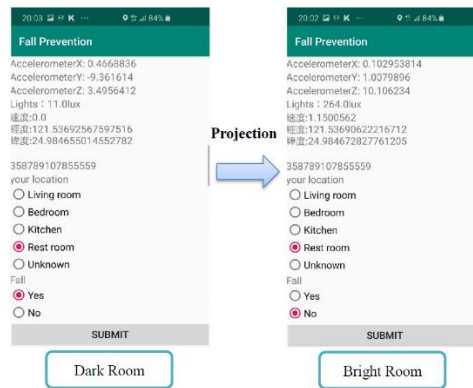 20:03 K ... 84%
Fall Prevention
AccelerometerX: 0.4668836
AccelerometerY: -9.361614
AccelerometerZ: 3.4956412
Lights：11.0lux
速度:0.0
經度:121.53692567597516
緯度:24.984655014552782
358789107855559
your location
Living room
Bedroom
Kitchen
Rest room
Unknown
Fall
Yes
No
SUBMIT
Dark Room
Projection
20:02 K ... 84%
Fall Prevention
AccelerometerX: 0.102953814
AccelerometerY: 1.0079896
AccelerometerZ: 10.106234
Lights：264.0lux
速度:1.1500562
經度:121.53690622216712
緯度:24.984672827761205
358789107855559
your location
Living room
Bedroom
Kitchen
Rest room
Unknown
Fall
Yes
No
SUBMIT
Bright Room